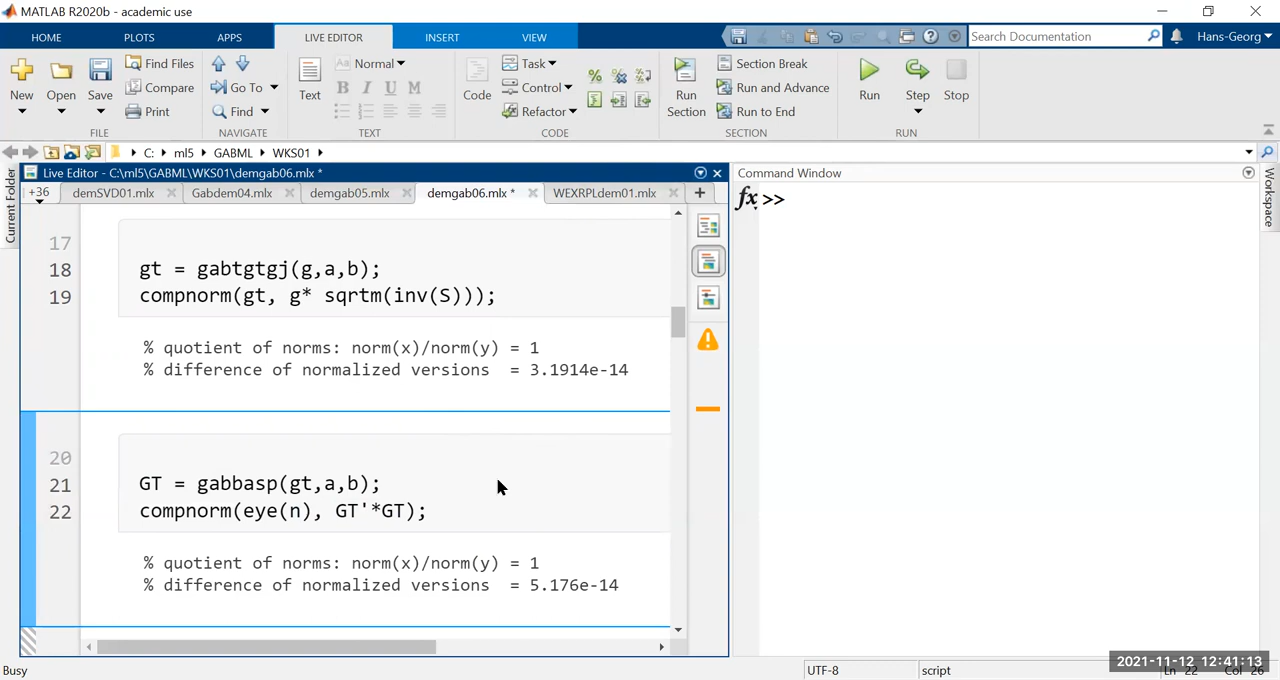 MATLAB R2020b - academic use
HOME PLOTS APPS LIVE EDITOR INSERT VIEW Search Documentation Hans-Georg
New Open Save Find Files Compare Print
FILE
Go To Find
NAVIGATE
Text Aa Normal B I U M
TEXT
Code Task Control Refactor
CODE
Run Section Section Break Run and Advance Run to End
SECTION
Run Step Stop
RUN
C: ml5 GABML WKS01
Current Folder
Live Editor - C:\ml5\GABML\WKS01\demgab06.mlx *
+36 demSVD01.mlx Gabdem04.mlx demgab05.mlx demgab06.mlx * WEXRPLdem01.mlx +
17
18 gt = gabtgtgj(g,a,b);
19 compnorm(gt, g* sqrtm(inv(S)));
% quotient of norms: norm(x)/norm(y) = 1
% difference of normalized versions = 3.1914e-14
20
21 GT = gabbasp(gt,a,b);
22 compnorm(eye(n), GT'*GT);
% quotient of norms: norm(x)/norm(y) = 1
% difference of normalized versions = 5.176e-14
Command Window
fx >>
Workspace
Busy UTF-8 script Ln 22 Col 26
2021-11-12 12:41:13